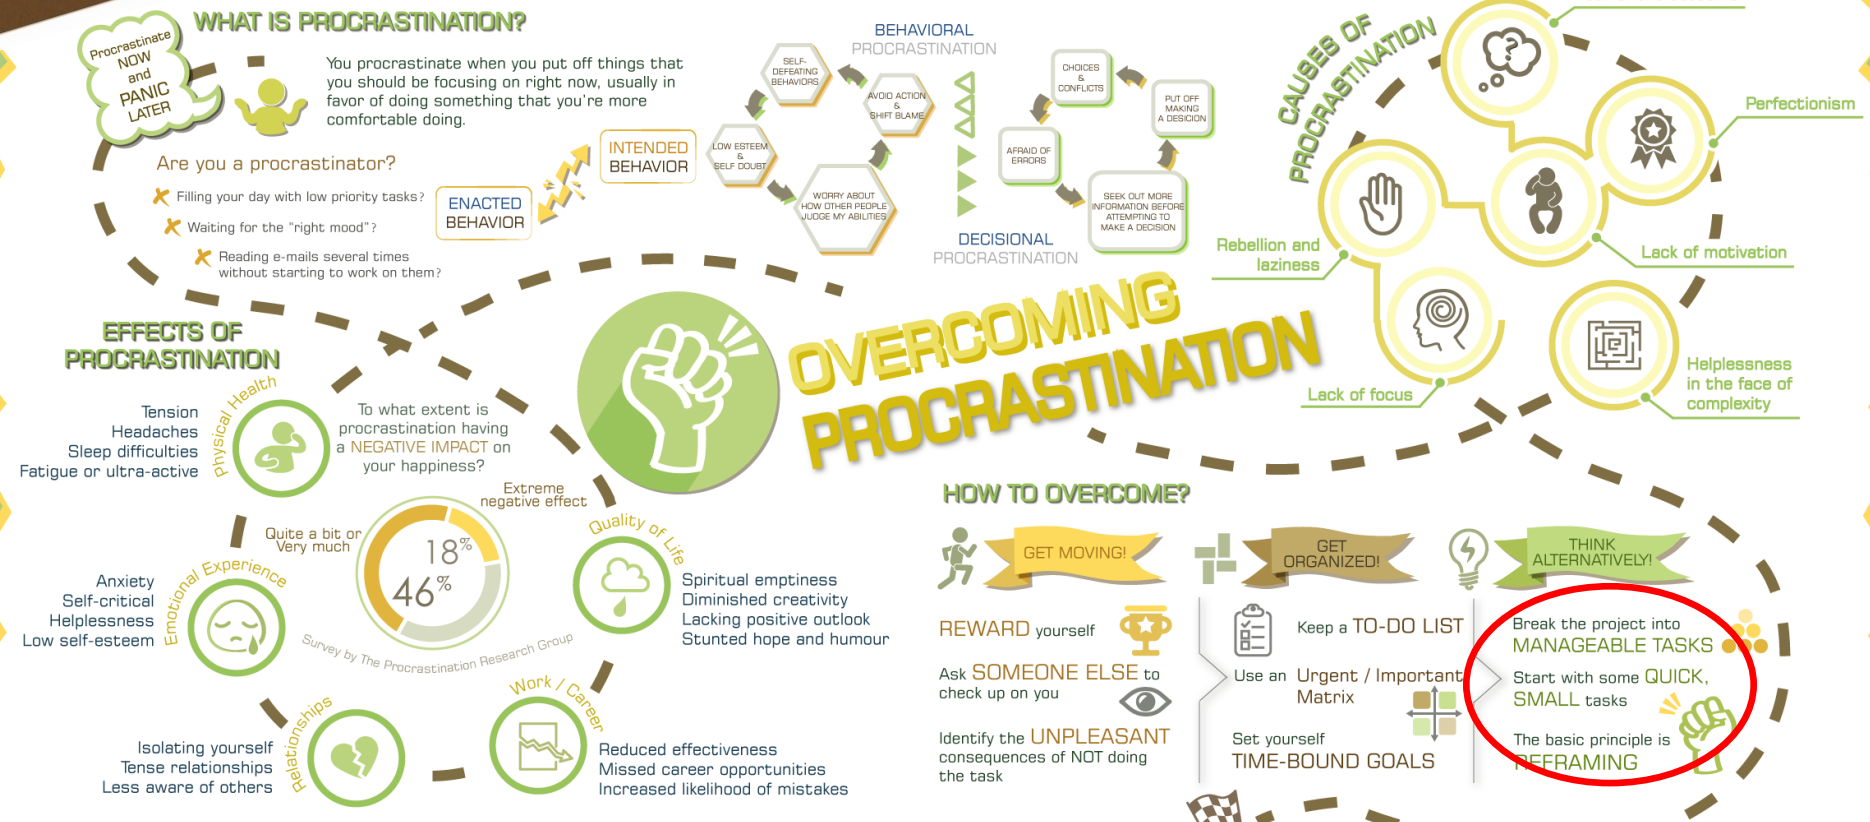 WHAT IS PROCRASTINATION?
Procrastinate
NOW
and
PANIC
LATER
You procrastinate when you put off things that
you should be focusing on right now, usually in
favor of doing something that you're more
comfortable doing.
Are you a procrastinator?
Filling your day with low priority tasks?
Waiting for the "right mood"?
Reading e-mails several times
without starting to work on them?
ENACTED
BEHAVIOR
INTENDED
BEHAVIOR
BEHAVIORAL
PROCRASTINATION
SELF-
DEFEATING
BEHAVIORS
AVOID ACTION
&
SHIFT BLAME
LOW ESTEEM
&
SELF DOUBT
WORRY ABOUT
HOW OTHER PEOPLE
JUDGE MY ABILITIES
CHOICES
&
CONFLICTS
PUT OFF
MAKING
A DESICION
AFRAID OF
ERRORS
SEEK OUT MORE
INFORMATION BEFORE
ATTEMPTING TO
MAKE A DECISION
DECISIONAL
PROCRASTINATION
CAUSES OF
PROCRASTINATION
Perfectionism
Lack of motivation
Rebellion and
laziness
Lack of focus
Helplessness
in the face of
complexity
OVERCOMING
PROCRASTINATION
EFFECTS OF
PROCRASTINATION
Physical Health
Tension
Headaches
Sleep difficulties
Fatigue or ultra-active
To what extent is
procrastination having
a NEGATIVE IMPACT on
your happiness?
Extreme
negative effect
Quite a bit or
Very much
18%
46%
Survey by The Procrastination Research Group
Emotional Experience
Anxiety
Self-critical
Helplessness
Low self-esteem
Quality of Life
Spiritual emptiness
Diminished creativity
Lacking positive outlook
Stunted hope and humour
Relationships
Isolating yourself
Tense relationships
Less aware of others
Work / Career
Reduced effectiveness
Missed career opportunities
Increased likelihood of mistakes
HOW TO OVERCOME?
GET MOVING!
REWARD yourself
Ask SOMEONE ELSE to
check up on you
Identify the UNPLEASANT
consequences of NOT doing
the task
GET
ORGANIZED!
Keep a TO-DO LIST
Use an Urgent / Important
Matrix
Set yourself
TIME-BOUND GOALS
THINK
ALTERNATIVELY!
Break the project into
MANAGEABLE TASKS
Start with some QUICK,
SMALL tasks
The basic principle is
REFRAMING